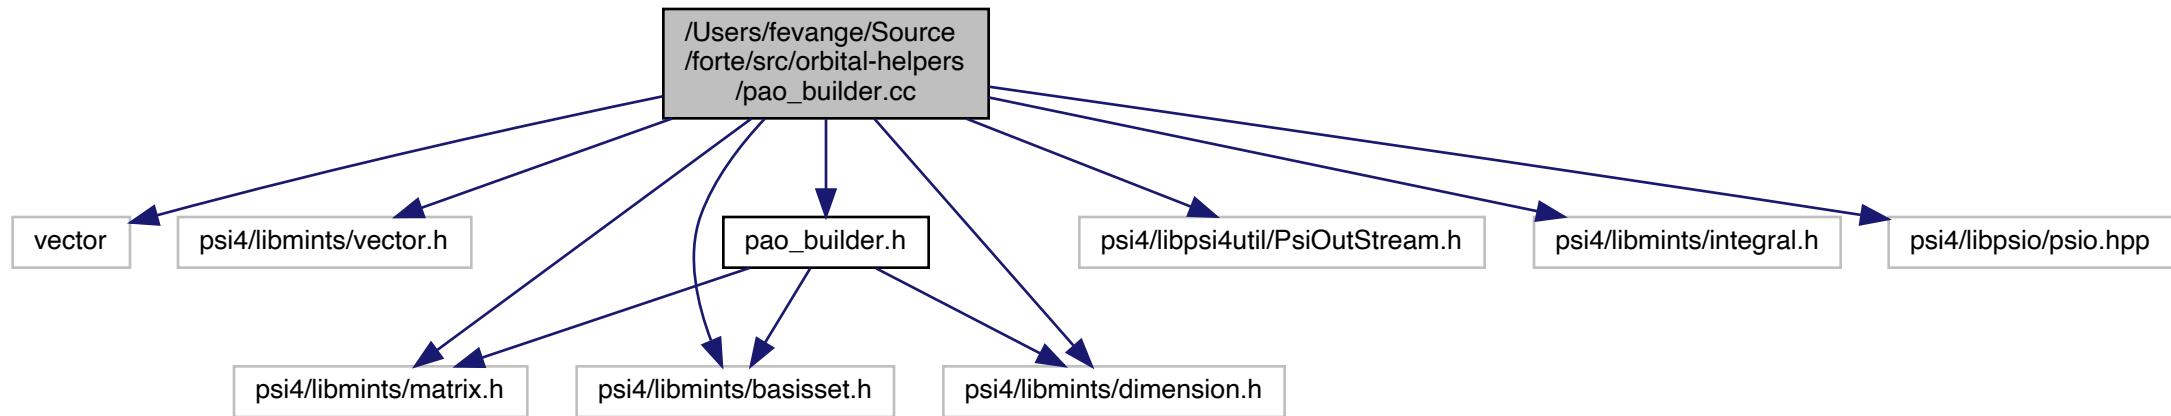 /Users/fevange/Source
/forte/src/orbital-helpers
/pao_builder.cc
vector
psi4/libmints/vector.h
pao_builder.h
psi4/libpsi4util/PsiOutStream.h
psi4/libmints/integral.h
psi4/libpsio/psio.hpp
psi4/libmints/matrix.h
psi4/libmints/basisset.h
psi4/libmints/dimension.h